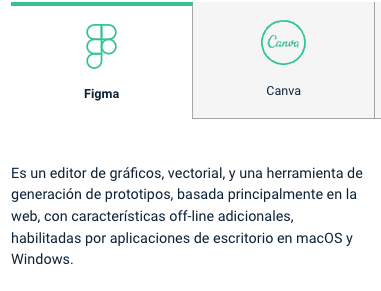 Canva
Figma
Canva
Es un editor de gráficos, vectorial, y una herramienta de
generación de prototipos, basada principalmente en la
web, con características off-line adicionales,
habilitadas por aplicaciones de escritorio en macOS y
Windows.